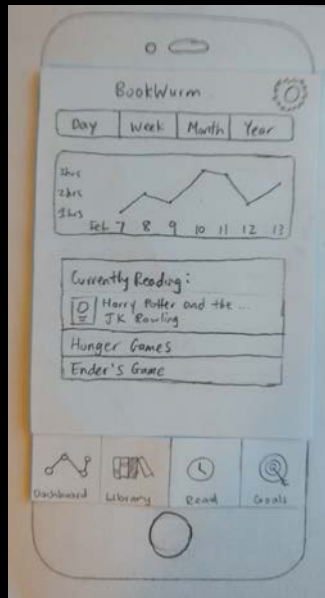 BookWurm
Day Week Month Year
3hrs
2hrs
1hrs
Feb 7 8 9 10 11 12 13
Currently Reading:
Harry Potter and the ...
JK Rowling
Hunger Games
Ender's Game
Dashboard Library Read Goals